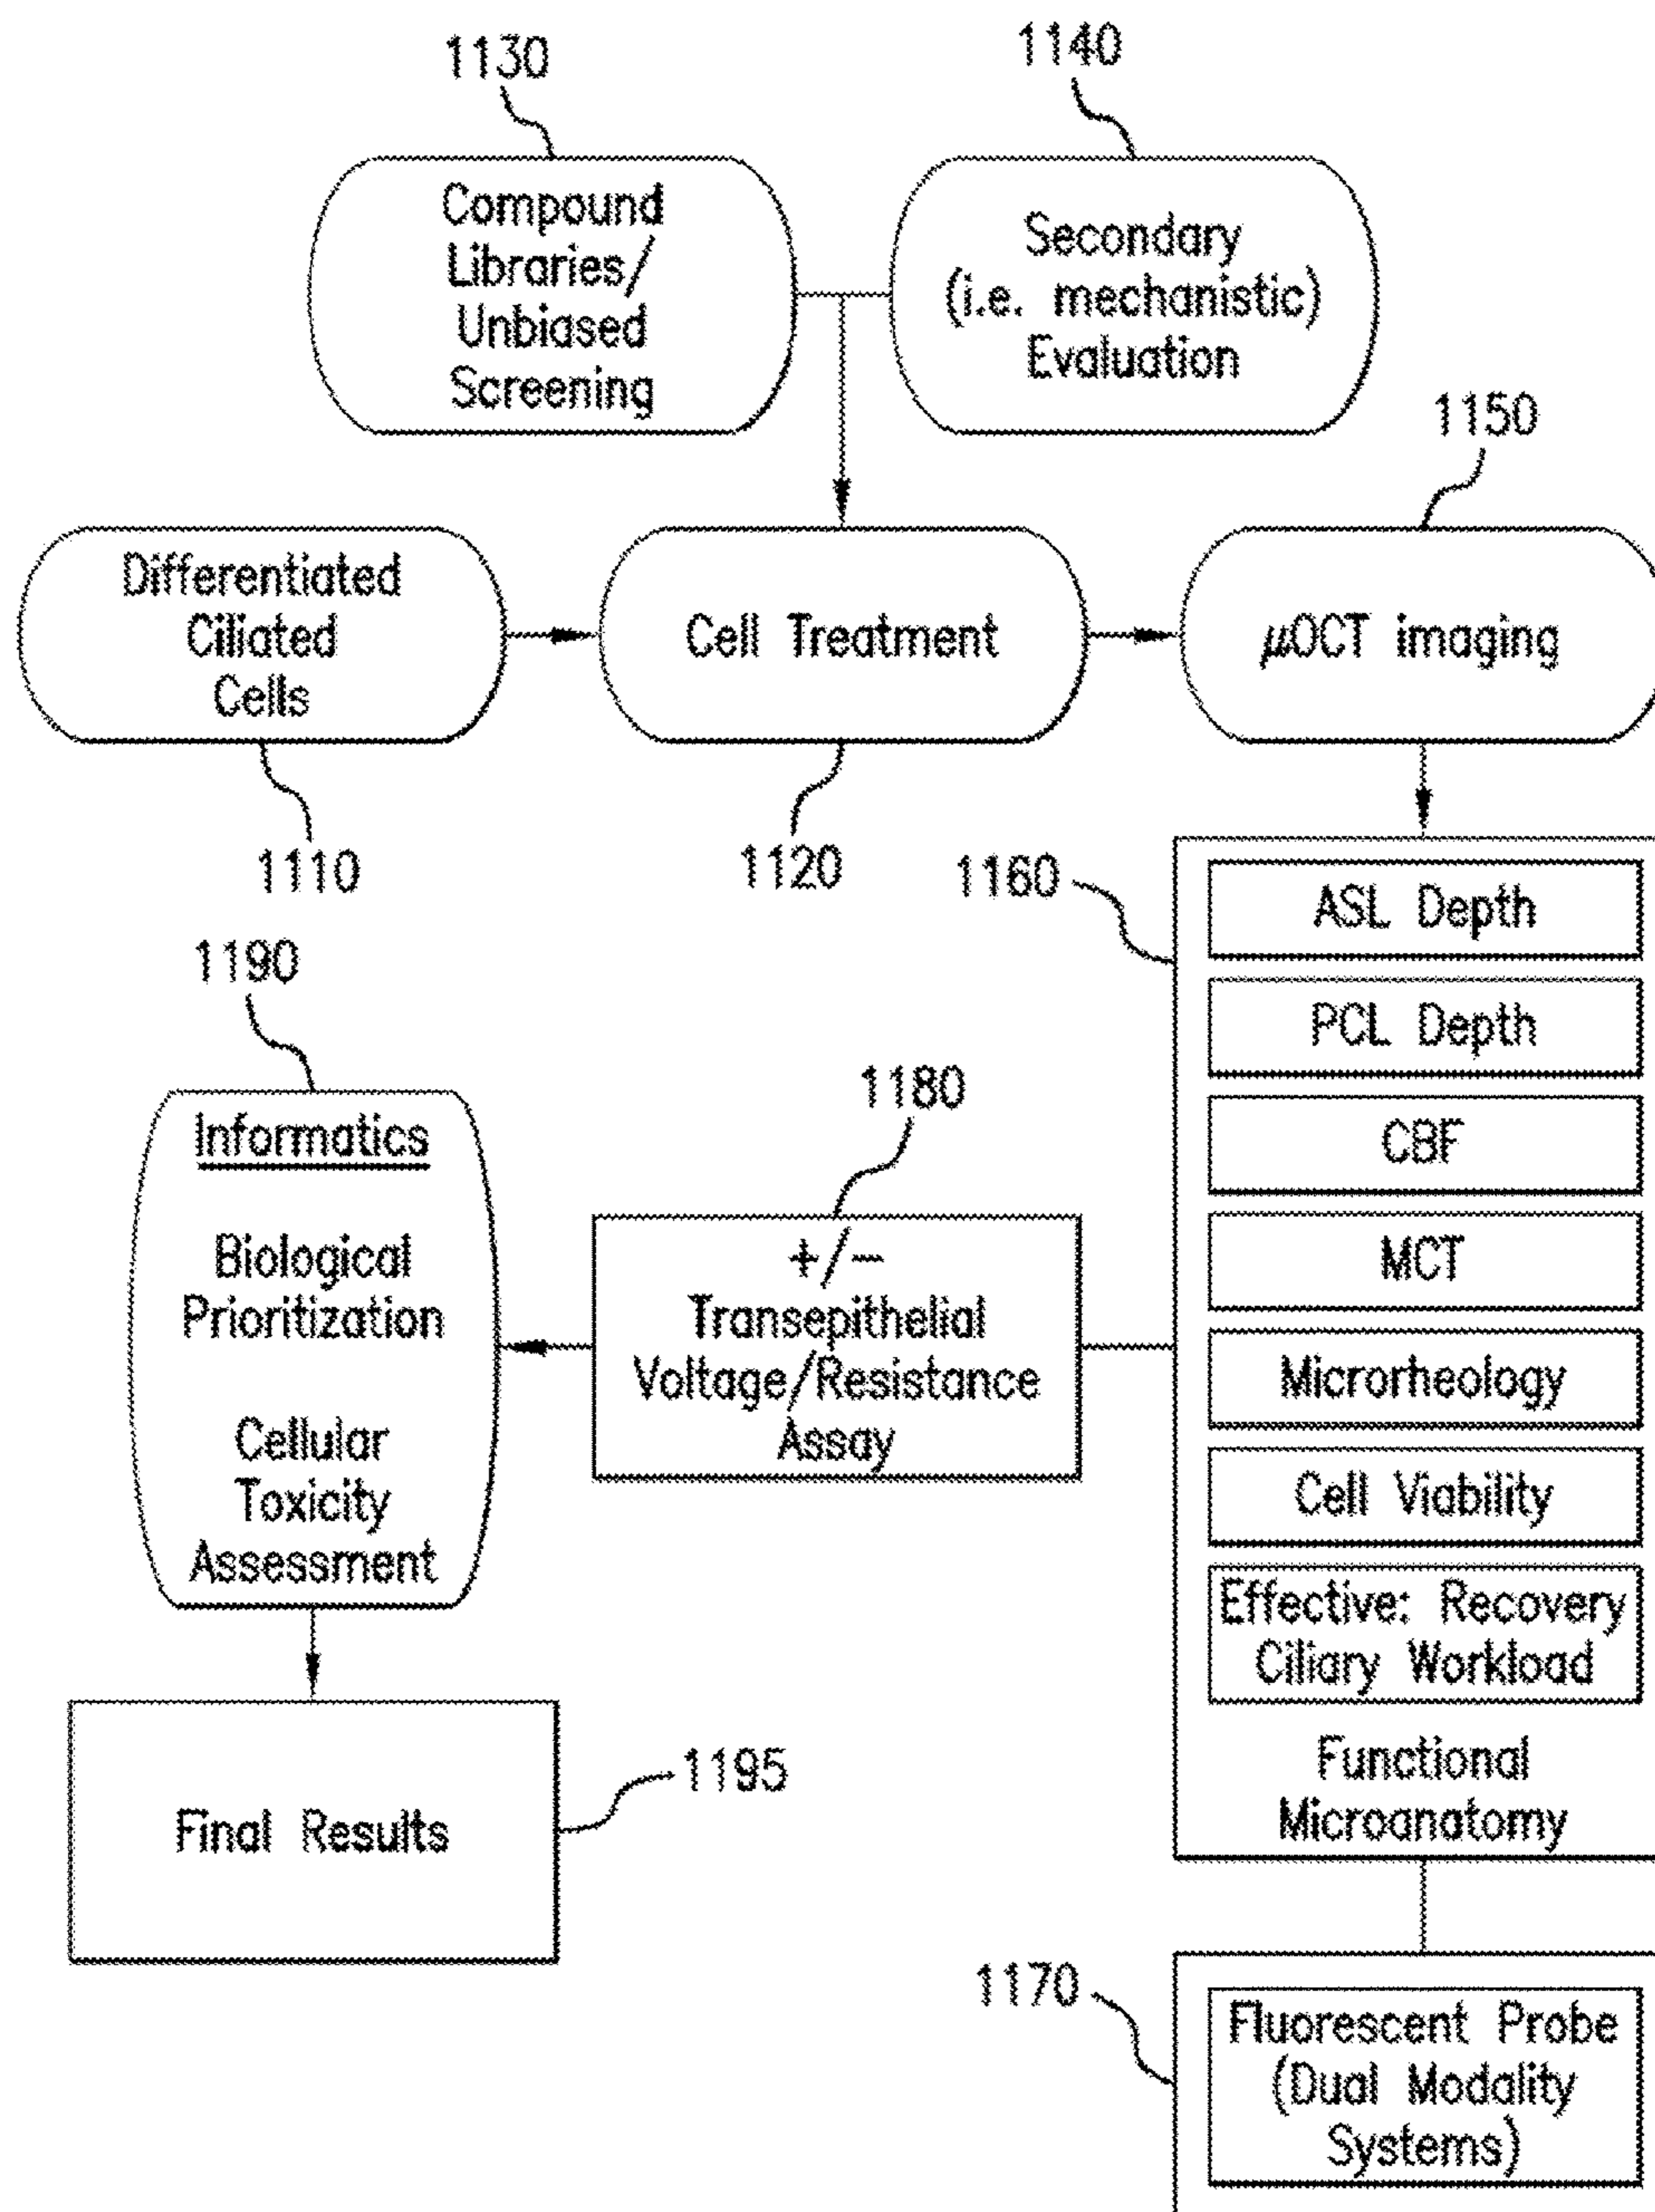 1130
1140
Compound
Libraries/
Unbiased
Screening
Secondary
(i.e. mechanistic)
Evaluation
1150
Differentiated
Ciliated
Cells
Cell Treatment
μOCT imaging
1110
1120
1160
ASL Depth
PCL Depth
CBF
MCT
Microrheology
Cell Viability
Effective: Recovery
Ciliary Workload
Functional
Microanatomy
1190
Informatics
Biological
Prioritization
Cellular
Toxicity
Assessment
1180
+/−
Transepithelial
Voltage/Resistance
Assay
Final Results
1195
1170
Fluorescent Probe
(Dual Modality
Systems)